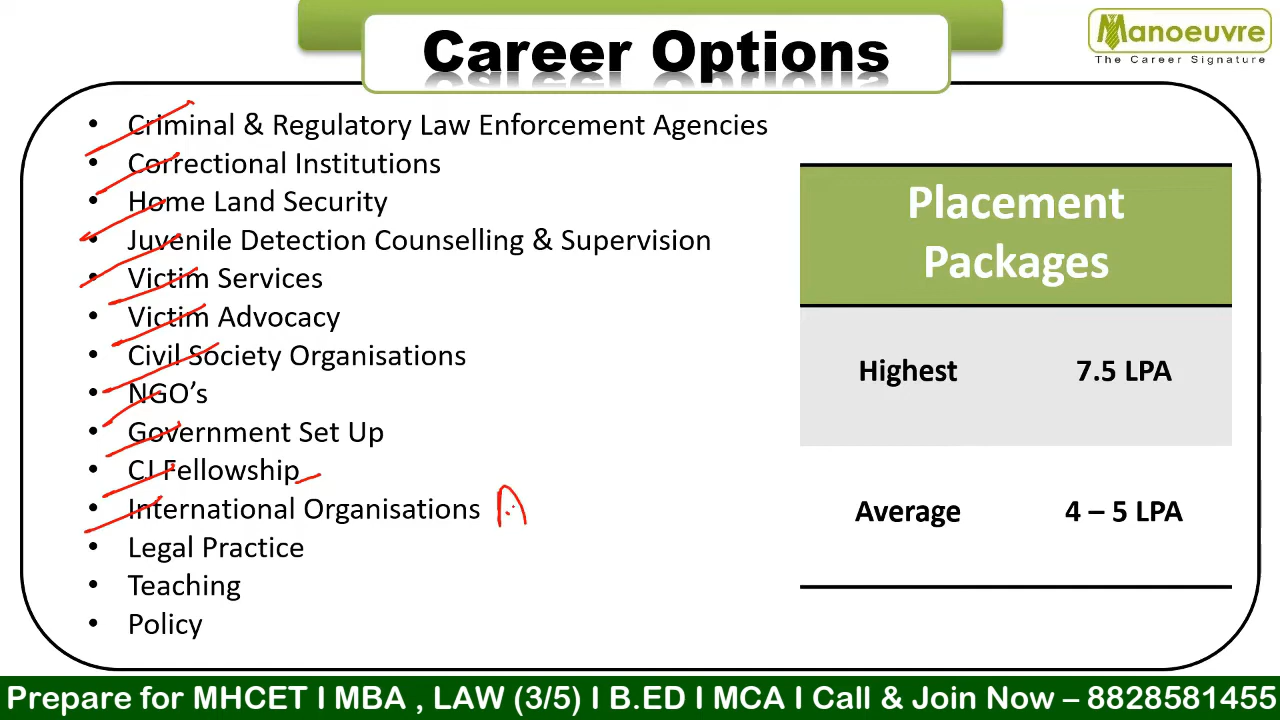 Career Options
Manoeuvre
The Career Signature
• Criminal & Regulatory Law Enforcement Agencies
• Correctional Institutions
• Home Land Security
• Juvenile Detection Counselling & Supervision
• Victim Services
• Victim Advocacy
• Civil Society Organisations
• NGO’s
• Government Set Up
• CJ Fellowship
• International Organisations
• Legal Practice
• Teaching
• Policy
Placement
Packages
Highest 7.5 LPA
Average 4 – 5 LPA
Prepare for MHCET I MBA , LAW (3/5) I B.ED I MCA I Call & Join Now – 8828581455